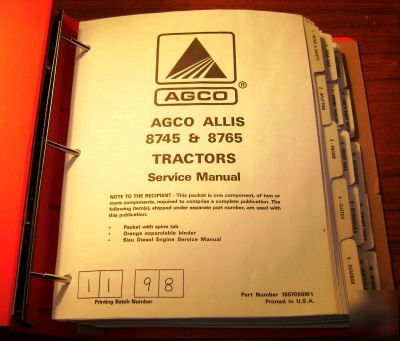 AGCO
®
AGCO ALLIS
8745 & 8765
TRACTORS
Service Manual
NOTE TO THE RECIPIENT - This packet is one component, of two or
more components, required to comprise a complete publication. The
following item(s), shipped under separate part number, are used with
this publication:
• Packet with spine tab
• Orange expandable binder
• Sisu Diesel Engine Service Manual
11 98
Printing Batch Number
Part Number 1857088M1
Printed in U.S.A.
CLUTCH